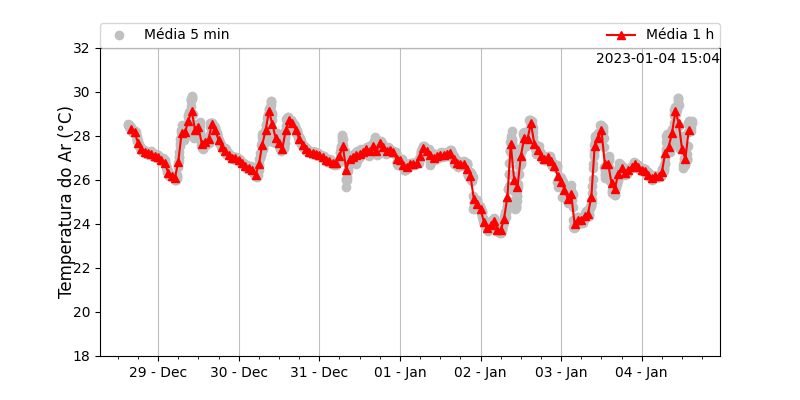 Média 5 min
Média 1 h
2023-01-04 15:04
Temperatura do Ar (°C)
32
30
28
26
24
22
20
18
29 - Dec
30 - Dec
31 - Dec
01 - Jan
02 - Jan
03 - Jan
04 - Jan